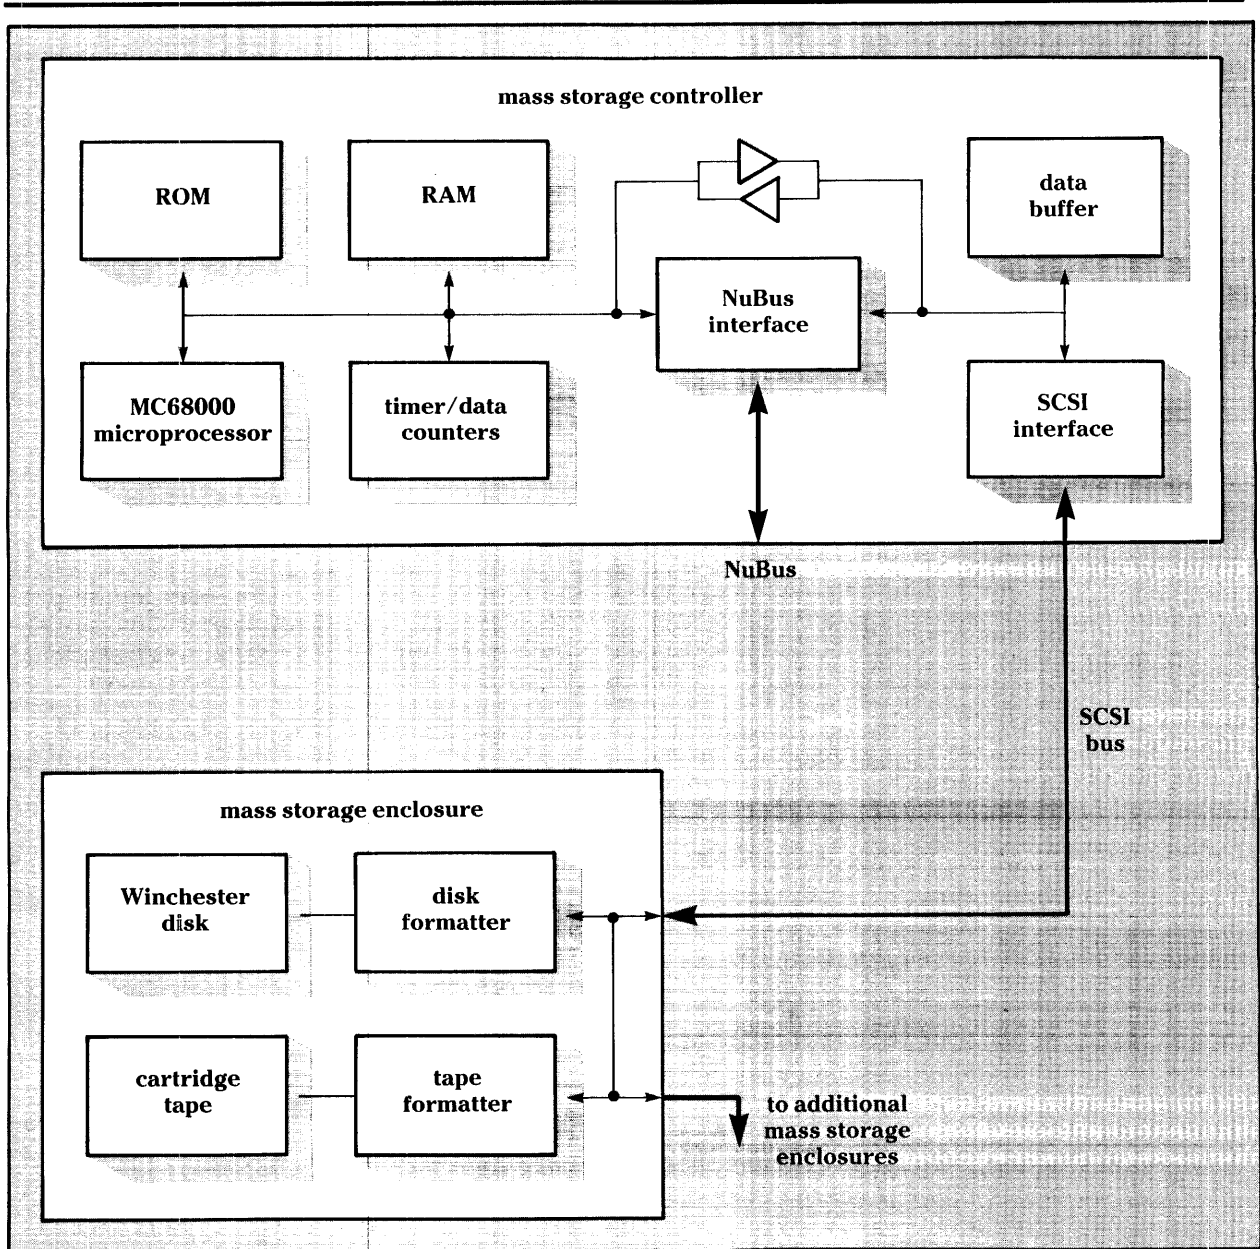 mass storage controller
ROM
RAM
data
buffer
NuBus
interface
MC68000
microprocessor
timer/data
counters
SCSI
interface
NuBus
SCSI
bus
mass storage enclosure
Winchester
disk
disk
formatter
cartridge
tape
tape
formatter
to additional
mass storage
enclosures